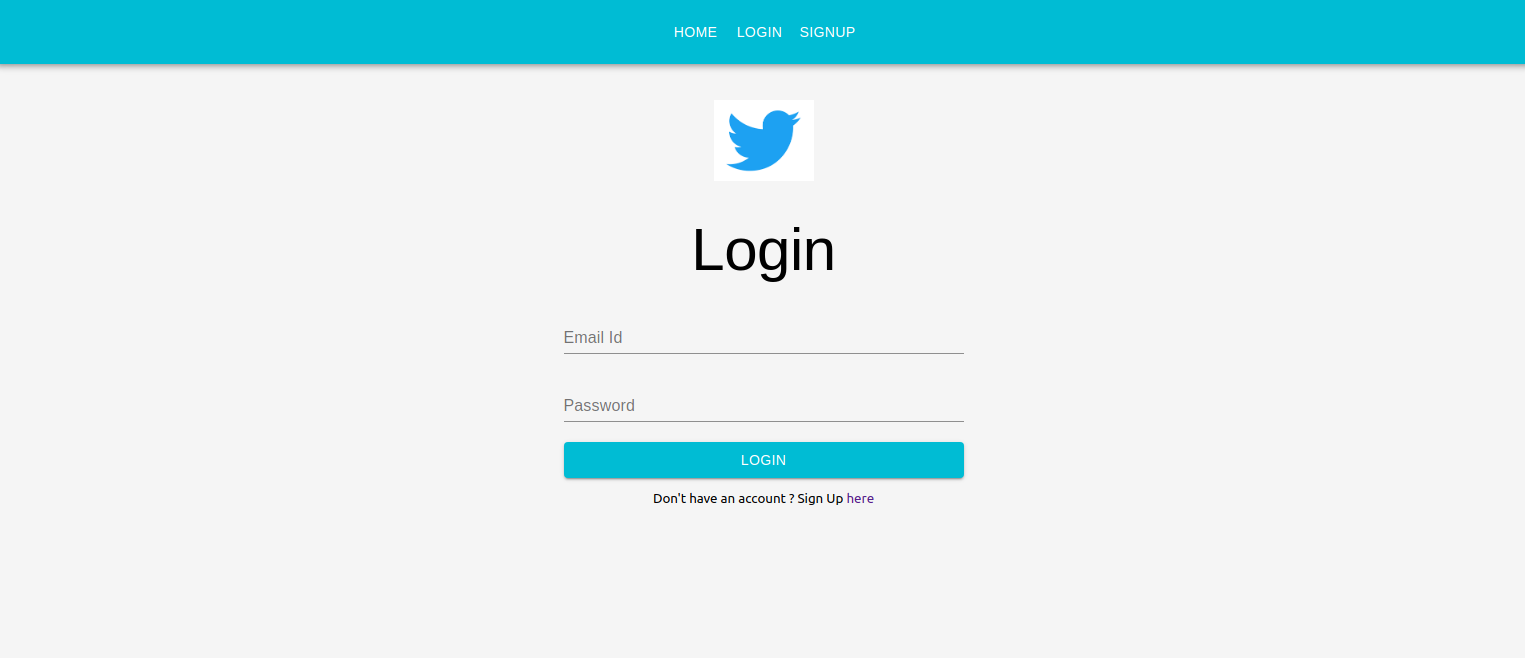 HOME LOGIN SIGNUP
Login
Email Id
Password
LOGIN
Don't have an account ? Sign Up here